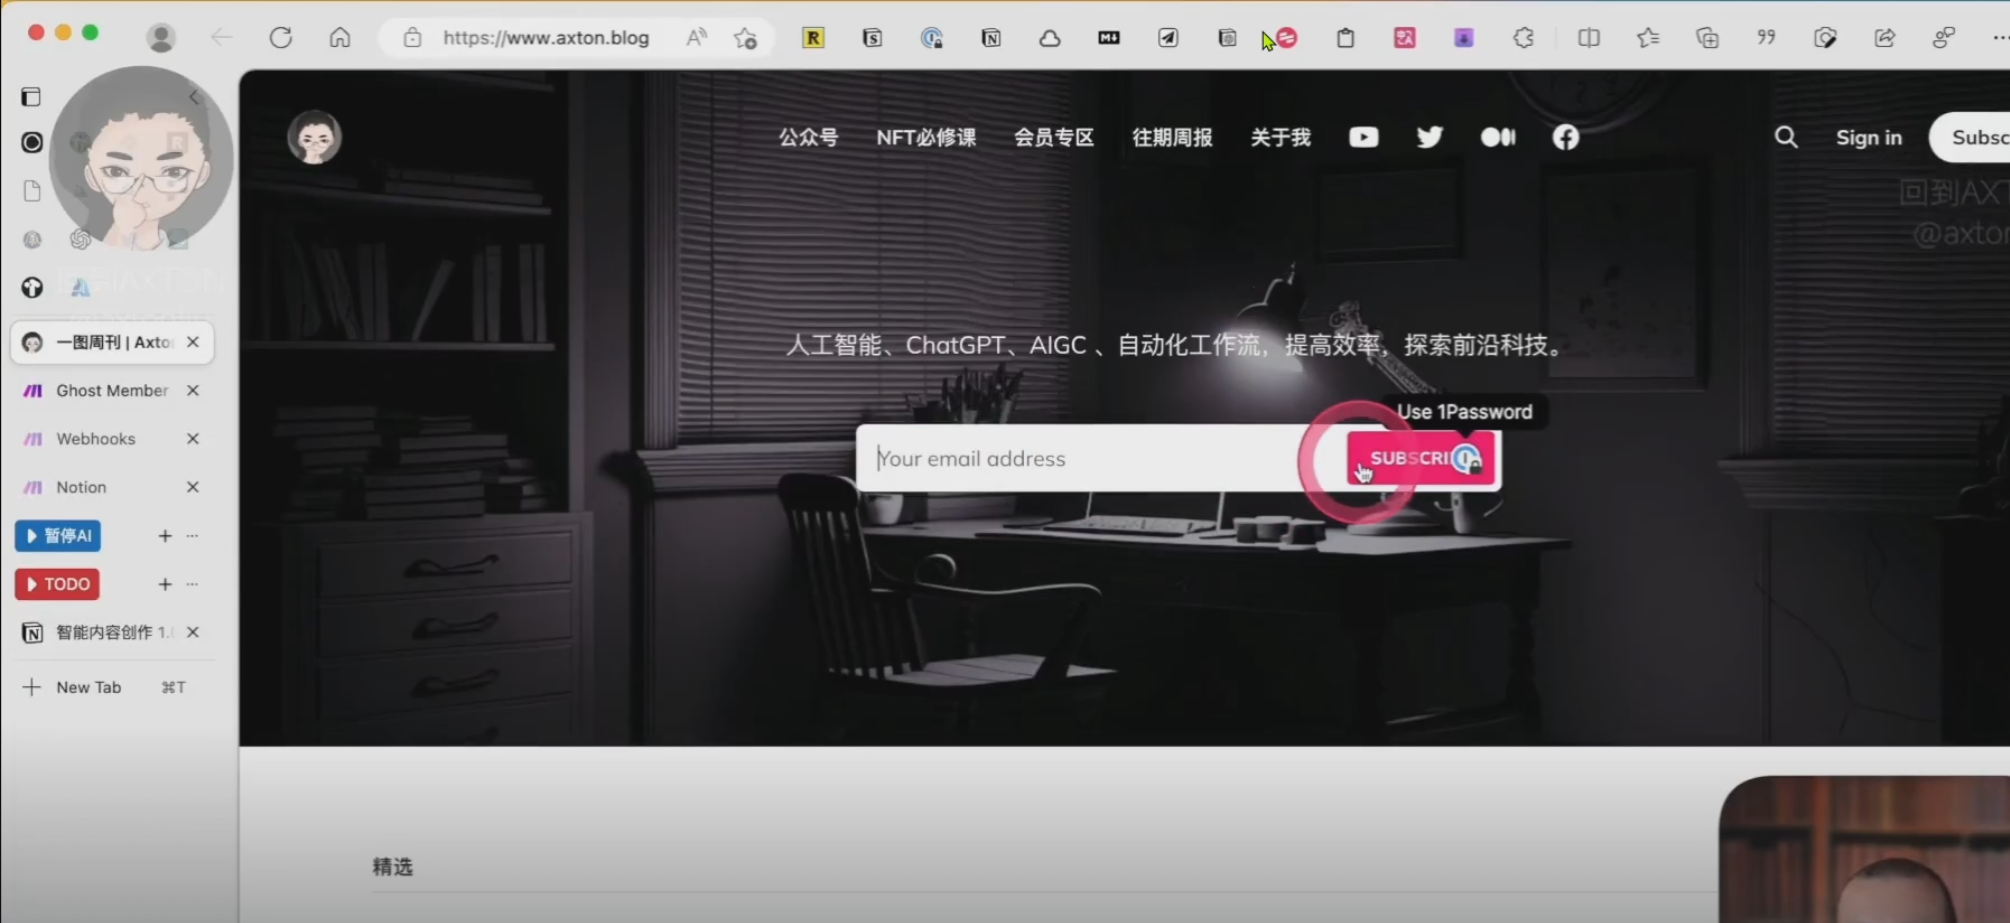 https://www.axton.blog
公众号
NFT必修课
会员专区
往期周报
关于我
Sign in
Subsc
回到AXT
@axton
一图周刊 | Axto
Ghost Member
Webhooks
Notion
暂停AI
TODO
智能内容创作 1.
New Tab ⌘T
人工智能、ChatGPT、AIGC 、自动化工作流，提高效率，探索前沿科技。
Use 1Password
Your email address
SUBSCRI
精选